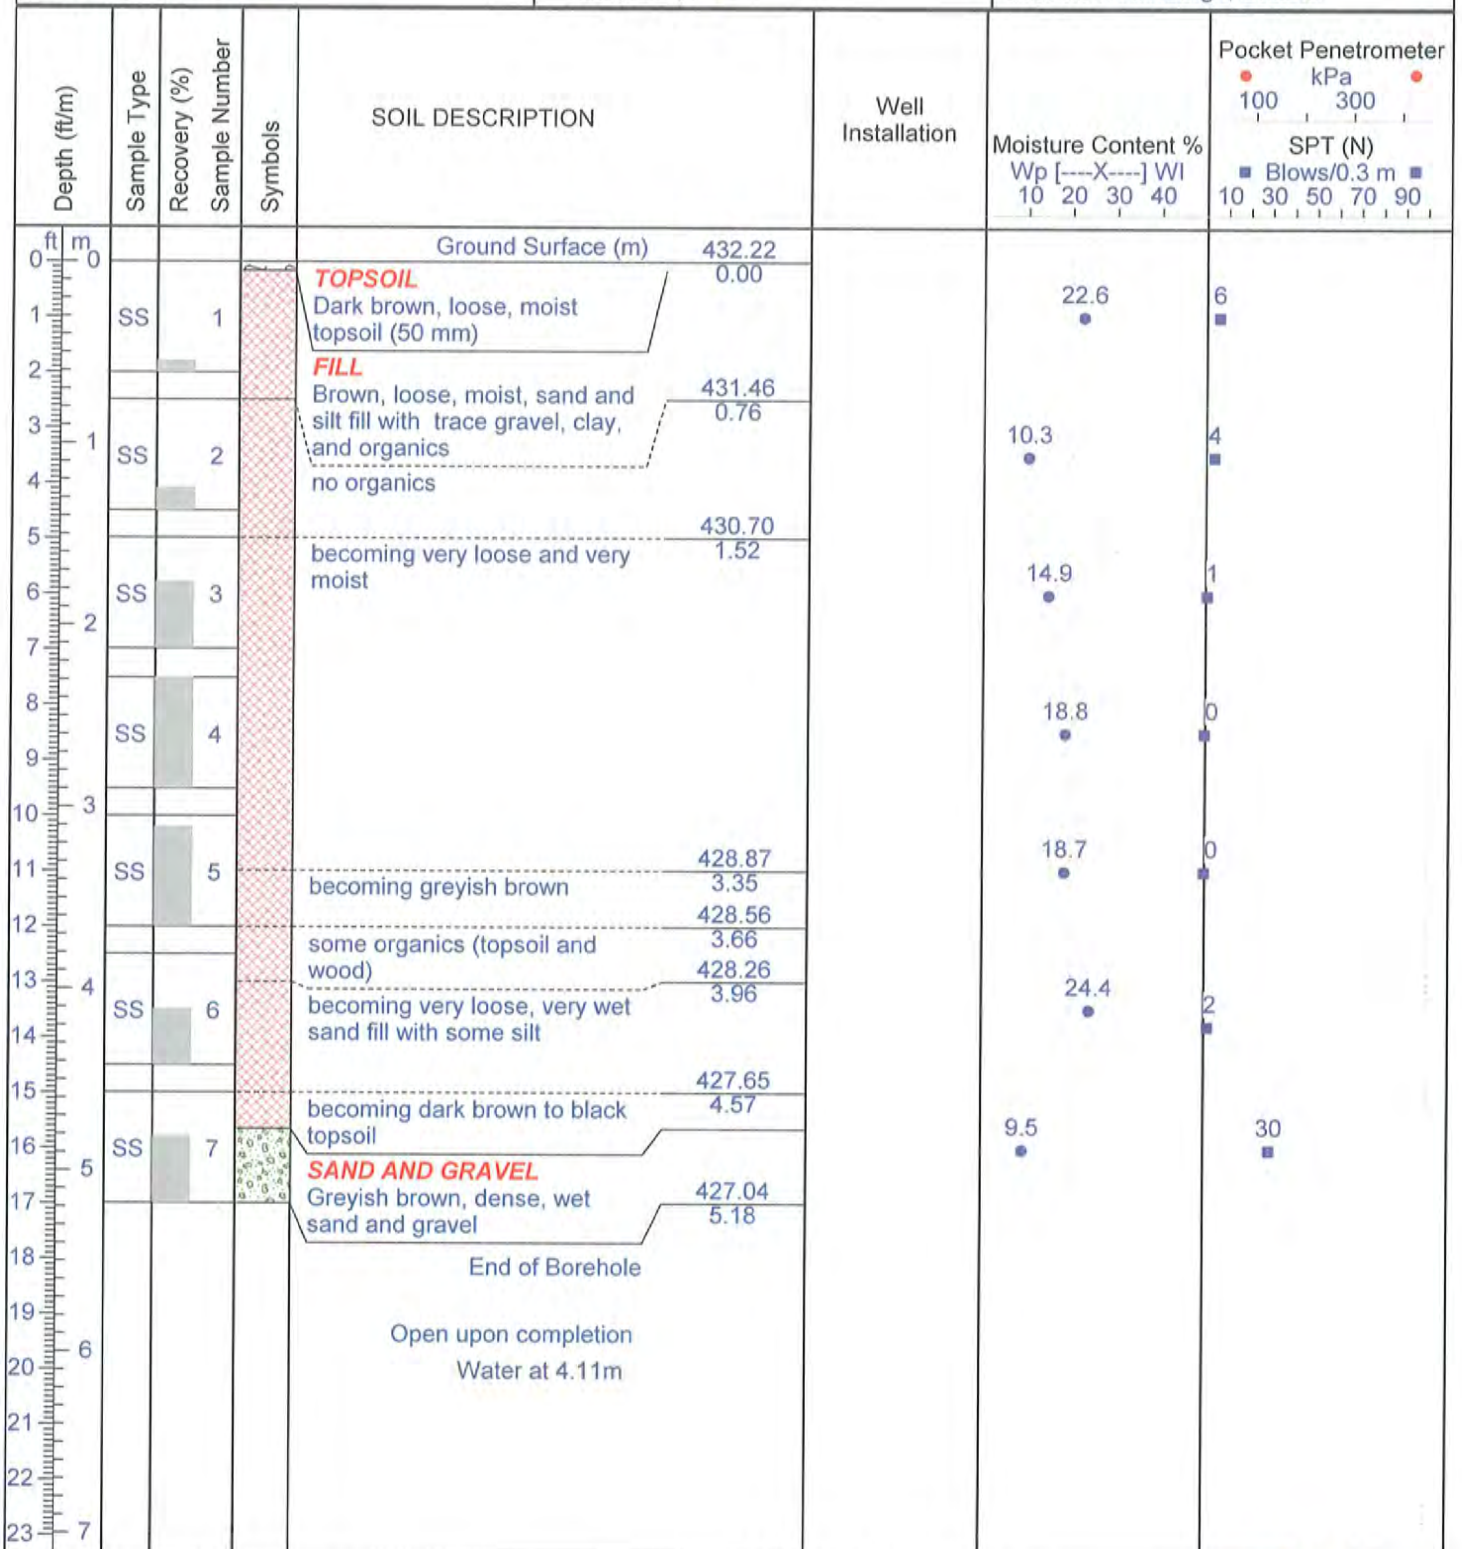 Depth (ft/m)
Sample Type
Recovery (%)
Sample Number
Symbols
SOIL DESCRIPTION
Well
Installation
Moisture Content %
Wp [----X----] Wl
10 20 30 40
Pocket Penetrometer
kPa
100 300
SPT (N)
Blows/0.3 m
10 30 50 70 90
ft m
Ground Surface (m) 432.22
0 0
0.00
TOPSOIL
Dark brown, loose, moist
topsoil (50 mm)
1 SS 1 22.6 6
2
FILL
Brown, loose, moist, sand and
silt fill with trace gravel, clay,
and organics
431.46
0.76
3 1
SS 2 10.3 4
no organics
4
5
430.70
1.52
becoming very loose and very
moist
6 SS 3 14.9 1
2
7
8
SS 4 18.8 0
9
3
10
11 SS 5 18.7 0
428.87
3.35
becoming greyish brown
12
428.56
3.66
some organics (topsoil and
wood)
428.26
3.96
13 4
SS 6 24.4 2
becoming very loose, very wet
sand fill with some silt
14
15
427.65
4.57
becoming dark brown to black
topsoil
16 SS 7 9.5 30
5
SAND AND GRAVEL
Greyish brown, dense, wet
sand and gravel
427.04
5.18
17
18
End of Borehole
19
Open upon completion
6
20
Water at 4.11m
21
22
23 7